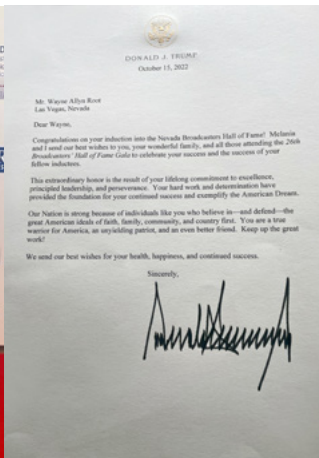 DONALD J. TRUMP
October 15, 2022
Mr. Wayne Allyn Root
Las Vegas, Nevada
Dear Wayne,
Congratulations on your induction into the Nevada Broadcasters Hall of Fame! Melania
and I send our best wishes to you, your wonderful family, and all those attending the 26th
Broadcasters' Hall of Fame Gala to celebrate your success and the success of your
fellow inductees.
This extraordinary honor is the result of your lifelong commitment to excellence,
principled leadership, and perseverance. Your hard work and determination have
provided the foundation for your continued success and exemplify the American Dream.
Our Nation is strong because of individuals like you who believe in—and defend—the
great American ideals of faith, family, community, and country first. You are a true
warrior for America, an unyielding patriot, and an even better friend. Keep up the great
work!
We send our best wishes for your health, happiness, and continued success.
Sincerely,